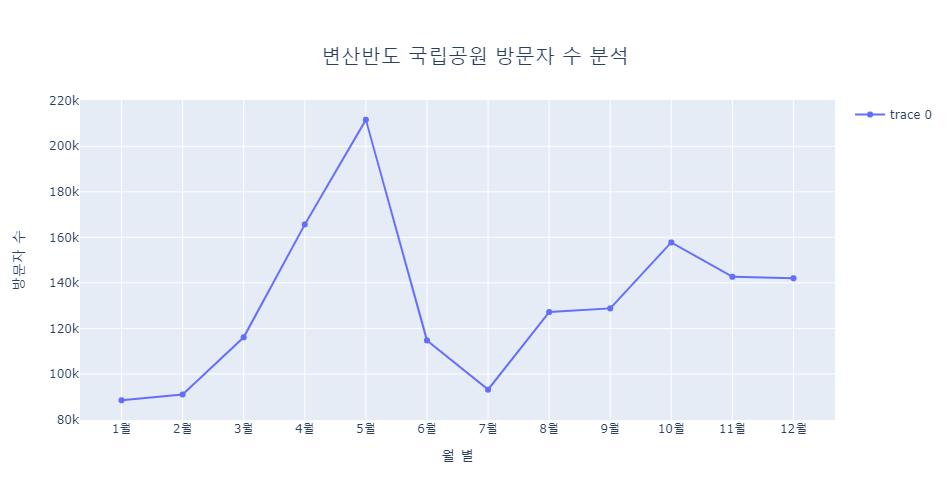 변산반도 국립공원 방문자 수 분석
trace 0
방문자 수
220k
200k
180k
160k
140k
120k
100k
80k
1월 2월 3월 4월 5월 6월 7월 8월 9월 10월 11월 12월
월 별